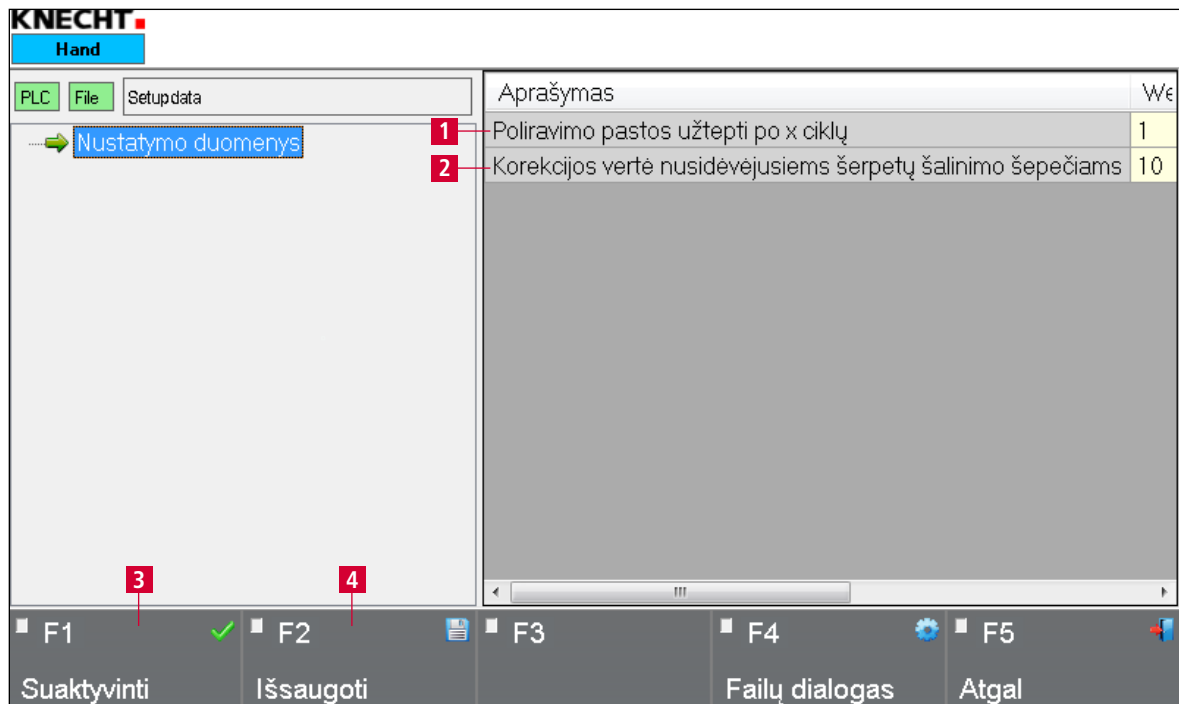 KNECHT
Hand
PLC File Setupdata
Nustatymo duomenys
Aprašymas We
1 Poliravimo pastos užtepti po x ciklų 1
2 Korekcijos vertė nusidėvėjusiems šerpetų šalinimo šepečiams 10
3 4
F1 F2 F3 F4 F5
Suaktyvinti Išsaugoti Failų dialogas Atgal